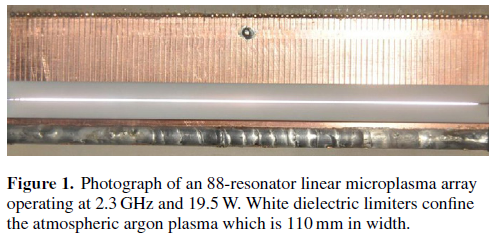 Figure 1. Photograph of an 88-resonator linear microplasma array
operating at 2.3 GHz and 19.5 W. White dielectric limiters confine
the atmospheric argon plasma which is 110 mm in width.